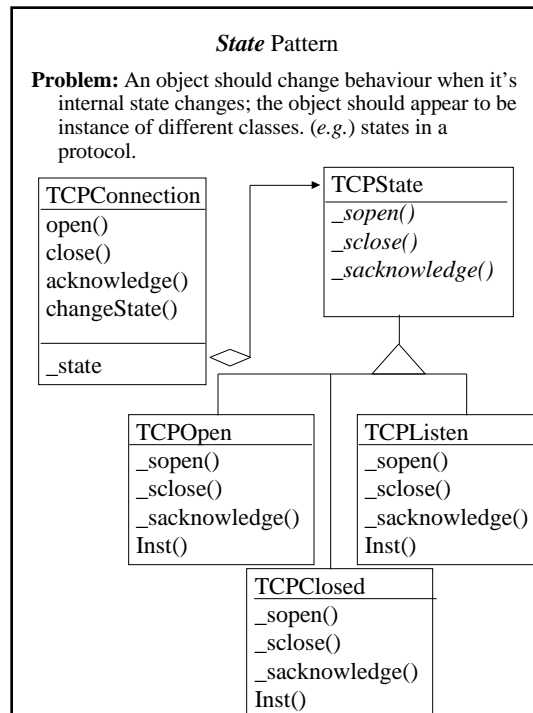 State Pattern
Problem: An object should change behaviour when it's
internal state changes; the object should appear to be
instance of different classes. (e.g.) states in a
protocol.
TCPConnection
open()
close()
acknowledge()
changeState()
_state
TCPState
_sopen()
_sclose()
_sacknowledge()
TCPOpen
_sopen()
_sclose()
_sacknowledge()
Inst()
TCPListen
_sopen()
_sclose()
_sacknowledge()
Inst()
TCPClosed
_sopen()
_sclose()
_sacknowledge()
Inst()